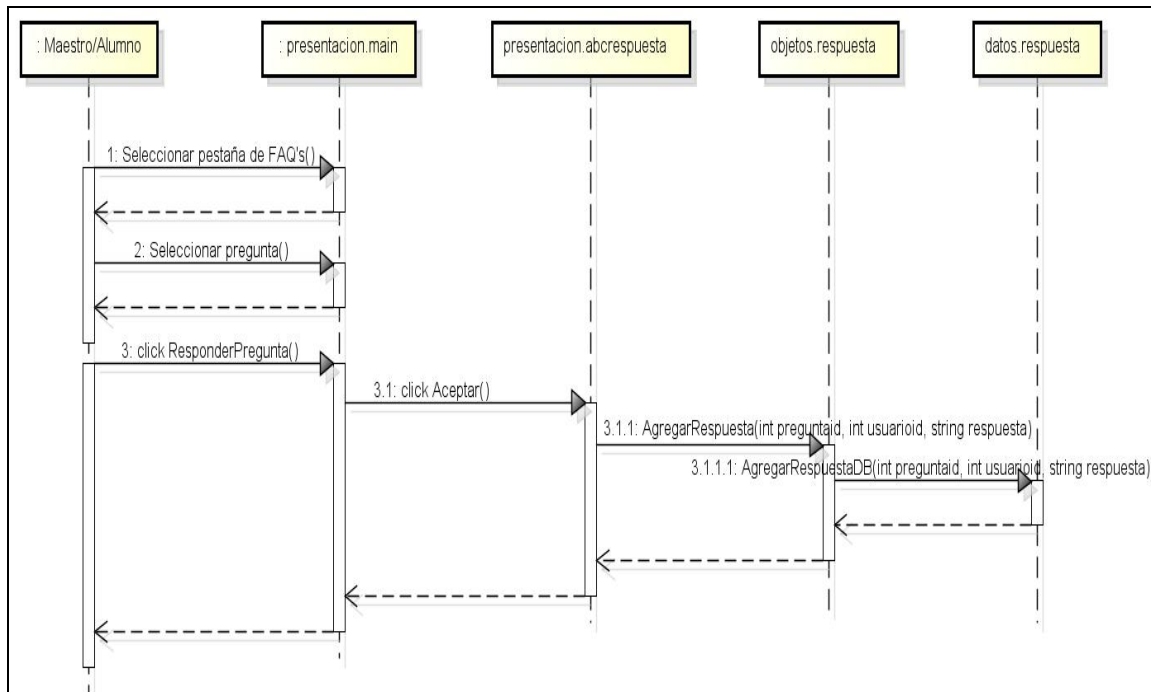 : Maestro/Alumno
: presentacion.main
presentacion.abcrespuesta
objetos.respuesta
datos.respuesta
1: Seleccionar pestaña de FAQ's()
2: Seleccionar pregunta()
3: click ResponderPregunta()
3.1: click Aceptar()
3.1.1: AgregarRespuesta(int preguntaid, int usuarioid, string respuesta)
3.1.1.1: AgregarRespuestaDB(int preguntaid, int usuarioid, string respuesta)